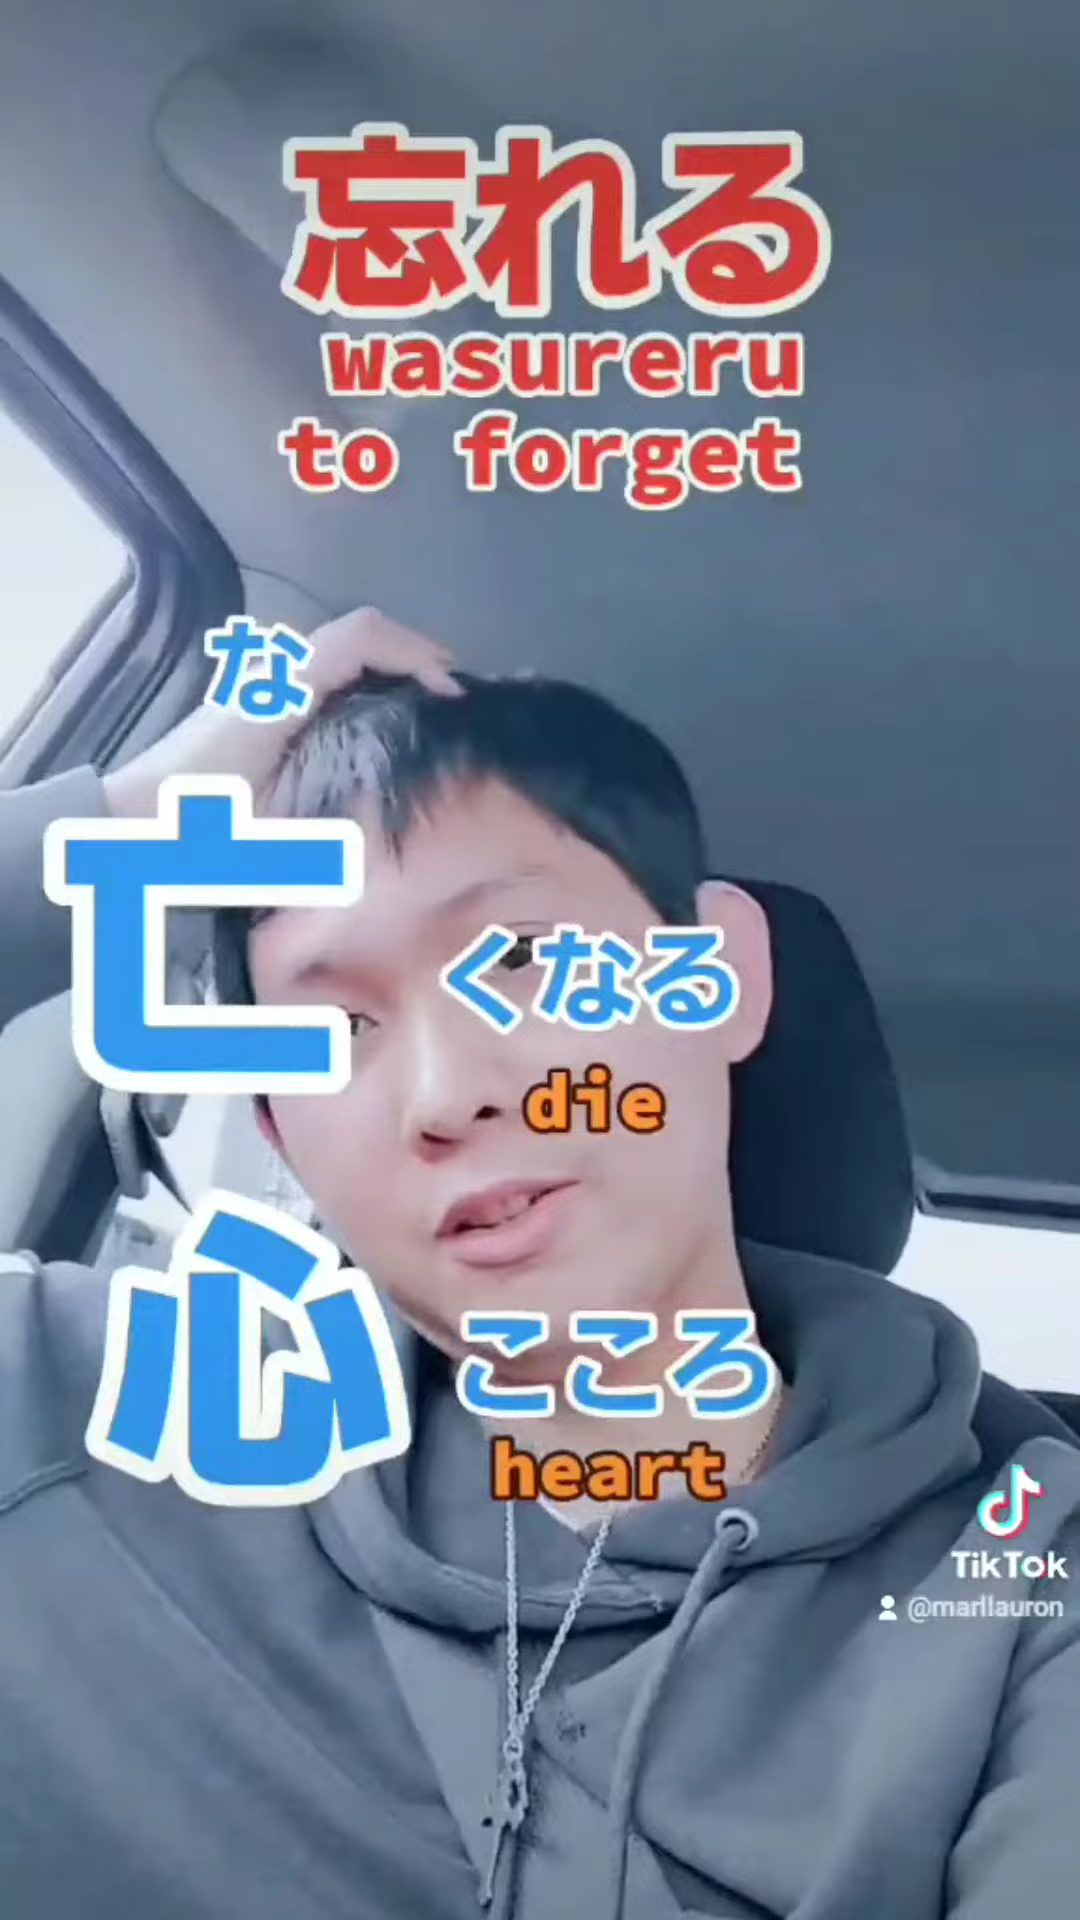 忘れる
wasureru
to forget
な
亡くなる
die
心 こころ
heart
TikTok
@marllauron